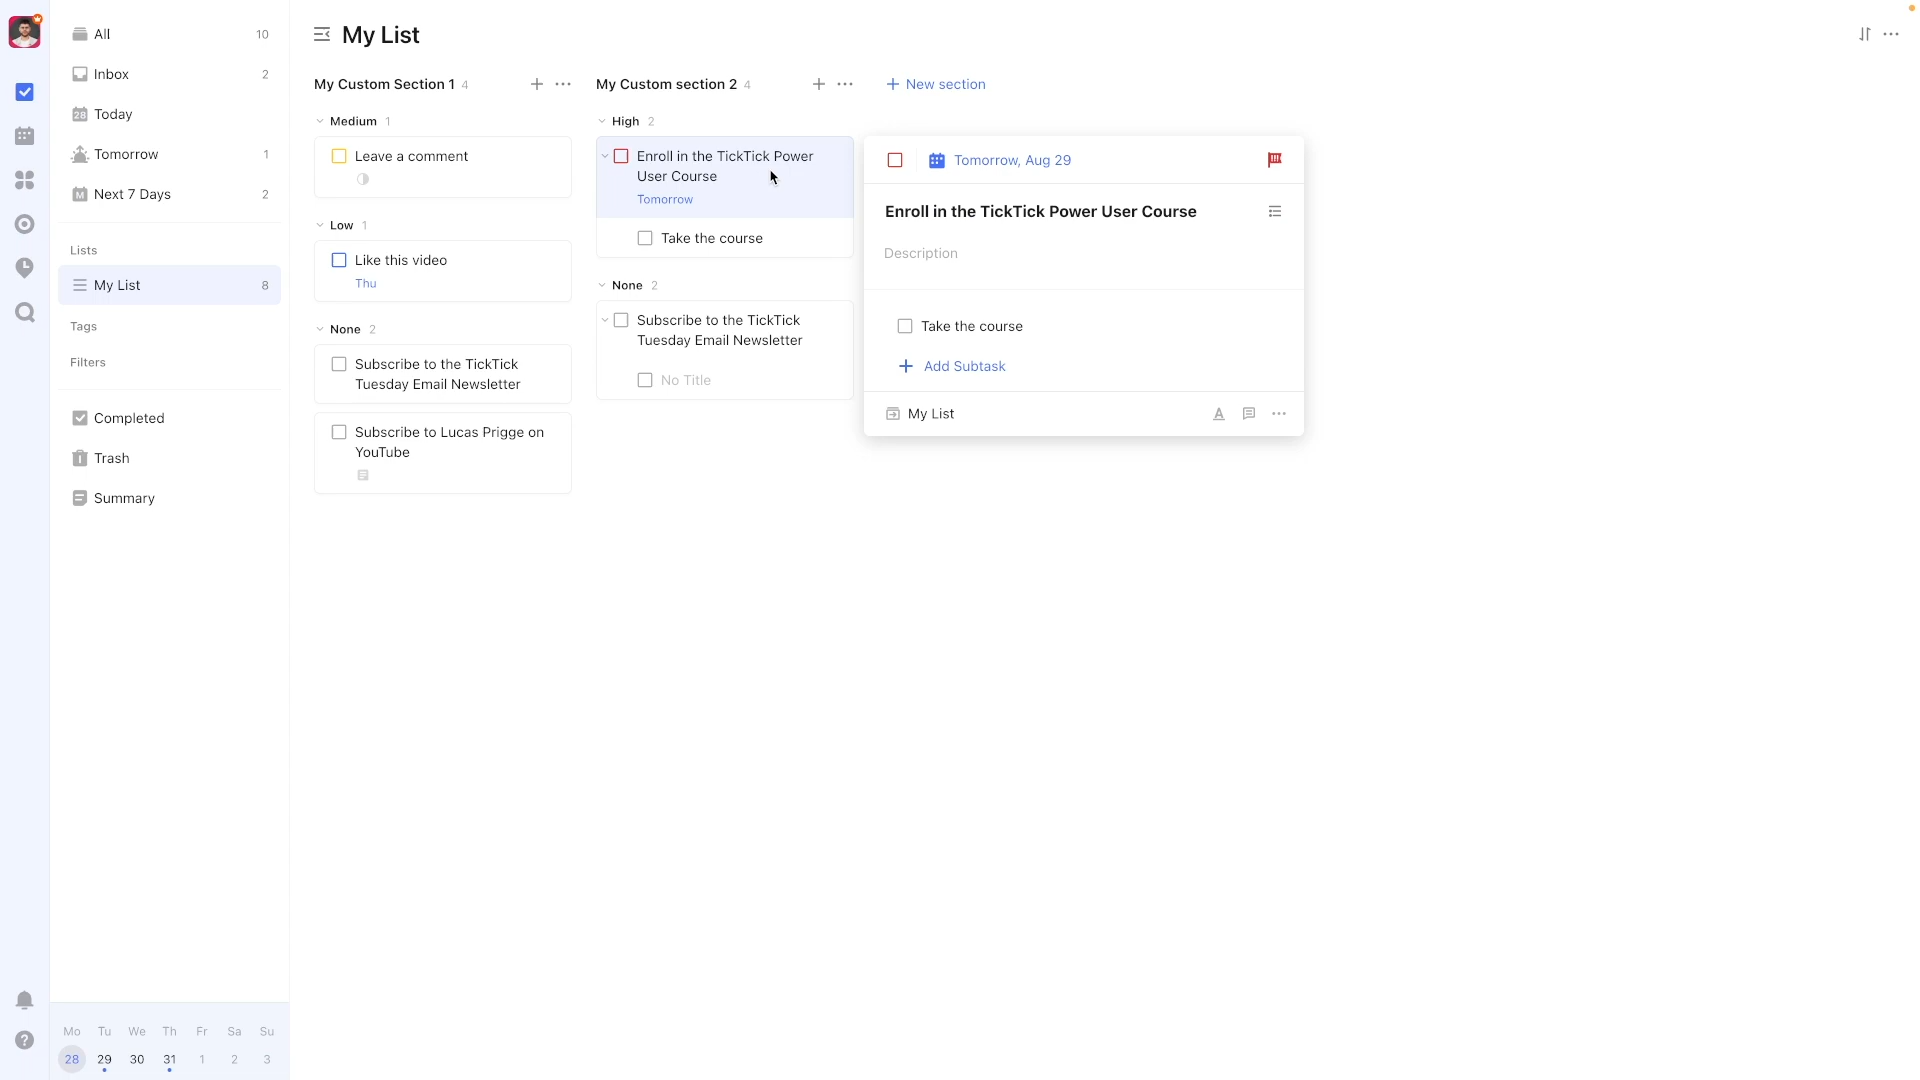 All 10
Inbox 2
28 Today
Tomorrow 1
M Next 7 Days 2
Lists
My List 8
Tags
Filters
Completed
Trash
Summary
Mo Tu We Th Fr Sa Su
28 29 30 31 1 2 3
My List
My Custom Section 1 4
Medium 1
Leave a comment
Low 1
Like this video
Thu
None 2
Subscribe to the TickTick
Tuesday Email Newsletter
Subscribe to Lucas Prigge on
YouTube
My Custom section 2 4
High 2
Enroll in the TickTick Power
User Course
Tomorrow
Take the course
None 2
Subscribe to the TickTick
Tuesday Email Newsletter
No Title
+ New section
Tomorrow, Aug 29
Enroll in the TickTick Power User Course
Description
Take the course
+ Add Subtask
My List